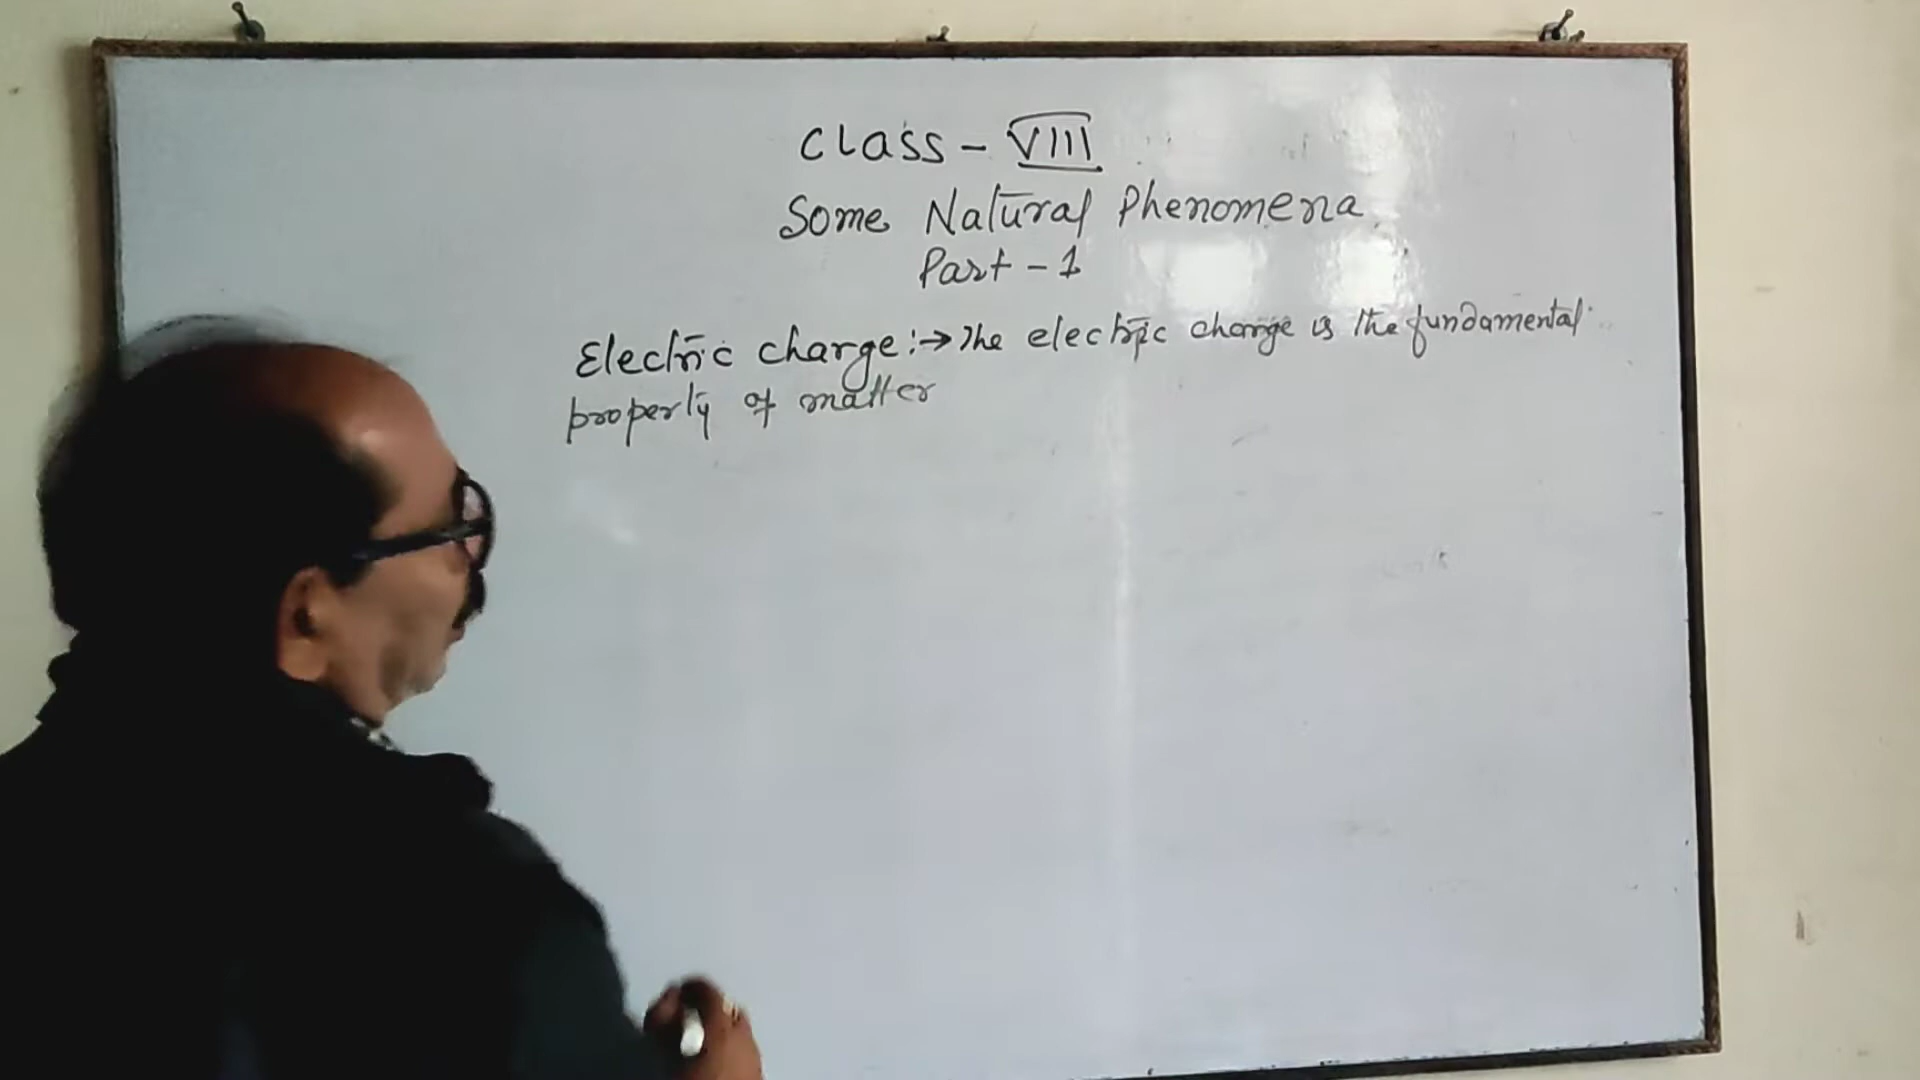 Class - VIII
Some Natural Phenomena
Part - 1
Electric charge :→ The electric charge is the fundamental
property of matter